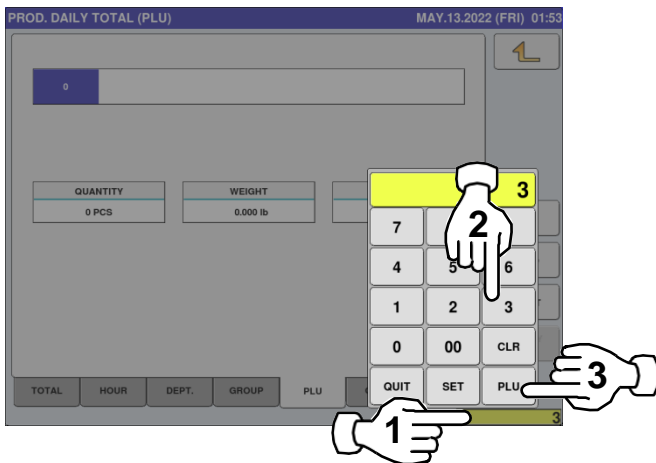 PROD. DAILY TOTAL (PLU) MAY.13.2022 (FRI) 01:53
0
QUANTITY WEIGHT
0 PCS 0.000 lb
3
7
2
4 5 6
1 2 3
0 00 CLR
QUIT SET PLU
3
TOTAL HOUR DEPT. GROUP PLU
1
3